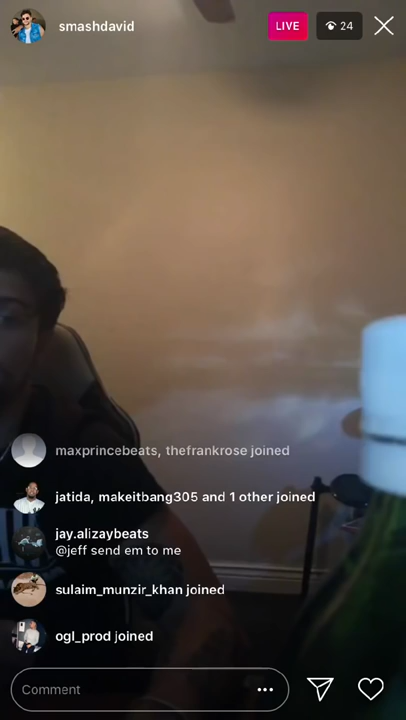 smashdavid
LIVE
24
maxprincebeats, thefrankrose joined
jatida, makeitbang305 and 1 other joined
jay.alizaybeats
@jeff send em to me
sulaim_munzir_khan joined
ogl_prod joined
Comment